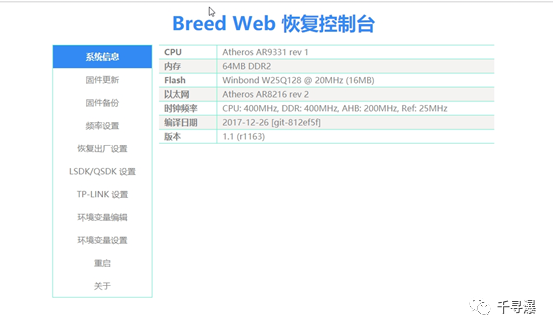 Breed Web 恢复控制台
系统信息
固件更新
固件备份
频率设置
恢复出厂设置
LSDK/QSDK 设置
TP-LINK 设置
环境变量编辑
环境变量设置
重启
关于
CPU Atheros AR9331 rev 1
内存 64MB DDR2
Flash Winbond W25Q128 @ 20MHz (16MB)
以太网 Atheros AR8216 rev 2
时钟频率 CPU: 400MHz, DDR: 400MHz, AHB: 200MHz, Ref: 25MHz
编译日期 2017-12-26 [git-812ef5f]
版本 1.1 (r1163)
千寻瀑